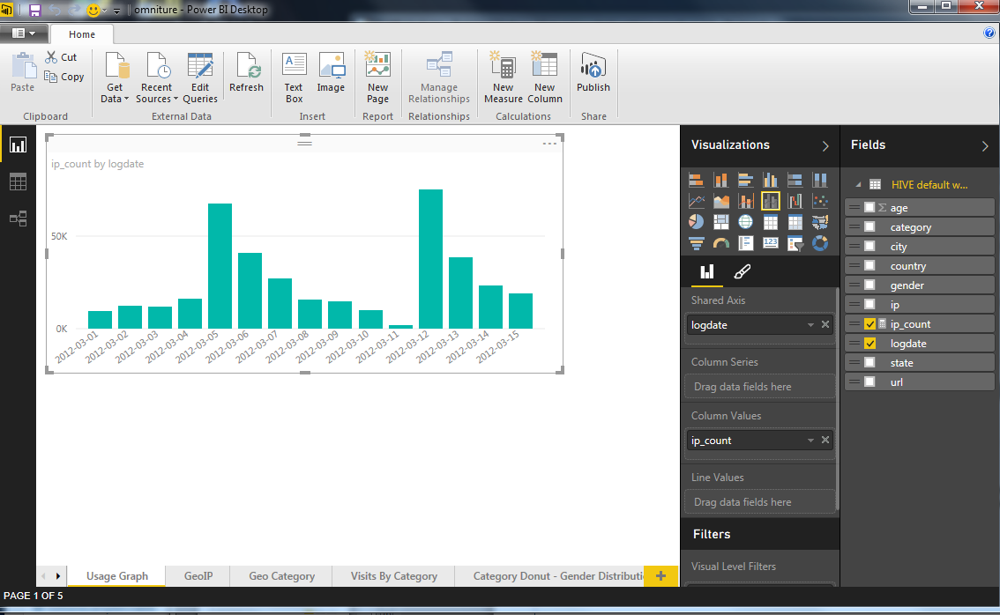 omniture - Power BI Desktop
Home
Paste
Cut
Copy
Clipboard
Get
Data
Recent
Sources
Edit
Queries
External Data
Refresh
Text
Box
Image
Insert
New
Page
Report
Manage
Relationships
Relationships
New
Measure
New
Column
Calculations
Publish
Share
ip_count by logdate
50K
0K
2012-03-01
2012-03-02
2012-03-03
2012-03-04
2012-03-05
2012-03-06
2012-03-07
2012-03-08
2012-03-09
2012-03-10
2012-03-11
2012-03-12
2012-03-13
2012-03-14
2012-03-15
Visualizations
123
Shared Axis
logdate
Column Series
Drag data fields here
Column Values
ip_count
Line Values
Drag data fields here
Filters
Visual Level Filters
Fields
HIVE default w...
Σ age
category
city
country
gender
ip
ip_count
logdate
state
url
Usage Graph
GeoIP
Geo Category
Visits By Category
Category Donut - Gender Distributi
PAGE 1 OF 5